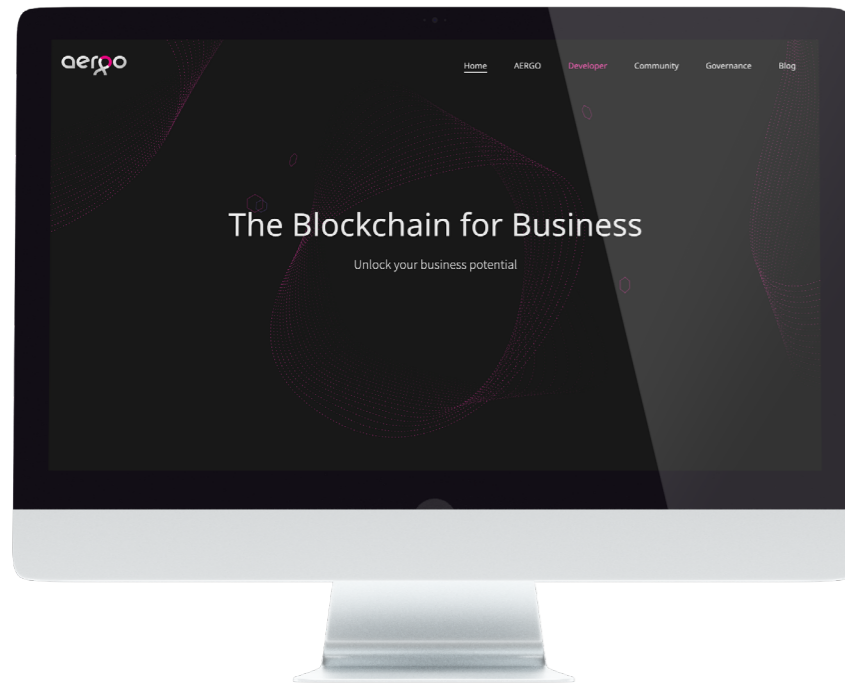 aergo
Home AERGO Developer Community Governance Blog
The Blockchain for Business
Unlock your business potential